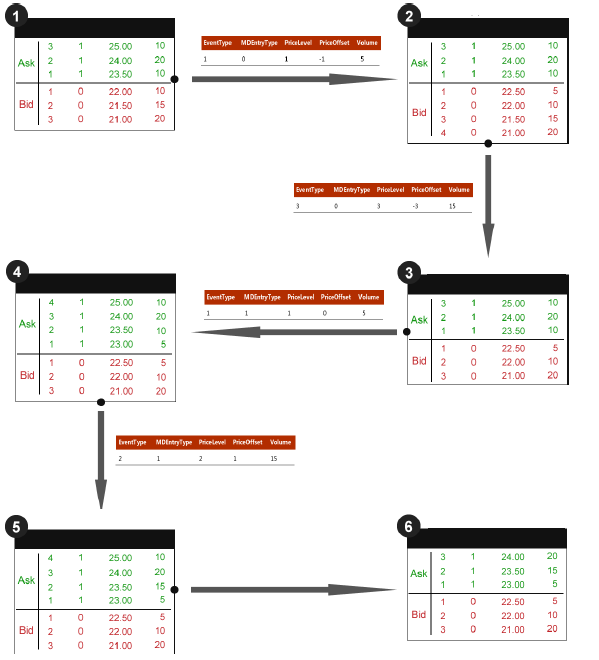 1
Ask 3 1 25.00 10
2 1 24.00 20
1 1 23.50 10
Bid 1 0 22.00 10
2 0 21.50 15
3 0 21.00 20
EventType MDEntryType PriceLevel PriceOffset Volume
1 0 1 -1 5
2
Ask 3 1 25.00 10
2 1 24.00 20
1 1 23.50 10
Bid 1 0 22.50 5
2 0 22.00 10
3 0 21.50 15
4 0 21.00 20
EventType MDEntryType PriceLevel PriceOffset Volume
3 0 3 -3 15
3
Ask 3 1 25.00 10
2 1 24.00 20
1 1 23.50 10
Bid 1 0 22.50 5
2 0 22.00 10
3 0 21.00 20
EventType MDEntryType PriceLevel PriceOffset Volume
1 1 1 0 5
4
Ask 4 1 25.00 10
3 1 24.00 20
2 1 23.50 10
1 1 23.00 5
Bid 1 0 22.50 5
2 0 22.00 10
3 0 21.00 20
EventType MDEntryType PriceLevel PriceOffset Volume
2 1 2 1 15
5
Ask 4 1 25.00 10
3 1 24.00 20
2 1 23.50 15
1 1 23.00 5
Bid 1 0 22.50 5
2 0 22.00 10
3 0 21.00 20
6
Ask 3 1 24.00 20
2 1 23.50 15
1 1 23.00 5
Bid 1 0 22.50 5
2 0 22.00 10
3 0 21.00 20